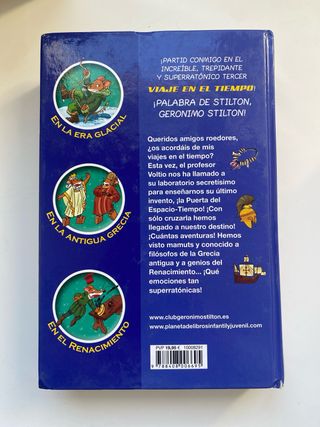 ¡PARTID CONMIGO EN EL
INCREÍBLE, TREPIDANTE
Y SUPERRATÓNICO TERCER
VIAJE EN EL TIEMPO!
¡PALABRA DE STILTON,
GERONIMO STILTON!
EN LA ERA GLACIAL
Queridos amigos roedores,
¿os acordáis de mis
viajes en el tiempo?
Esta vez, el profesor
Voltio nos ha llamado a
su laboratorio secretísimo
para enseñarnos su último
invento, ¡la Puerta del
Espacio-Tiempo! ¡Con
sólo cruzarla hemos
llegado a nuestro destino!
¡Cuántas aventuras! Hemos
visto mamuts y conocido a
filósofos de la Grecia
antigua y a genios del
Renacimiento... ¡Qué
emociones tan
superratónicas!
EN LA ANTIGUA GRECIA
EN EL RENACIMIENTO
www.clubgeronimostilton.es
www.planetadelibrosinfantilyjuvenil.com
PVP 19,95 € 10008291
9 788408 006695